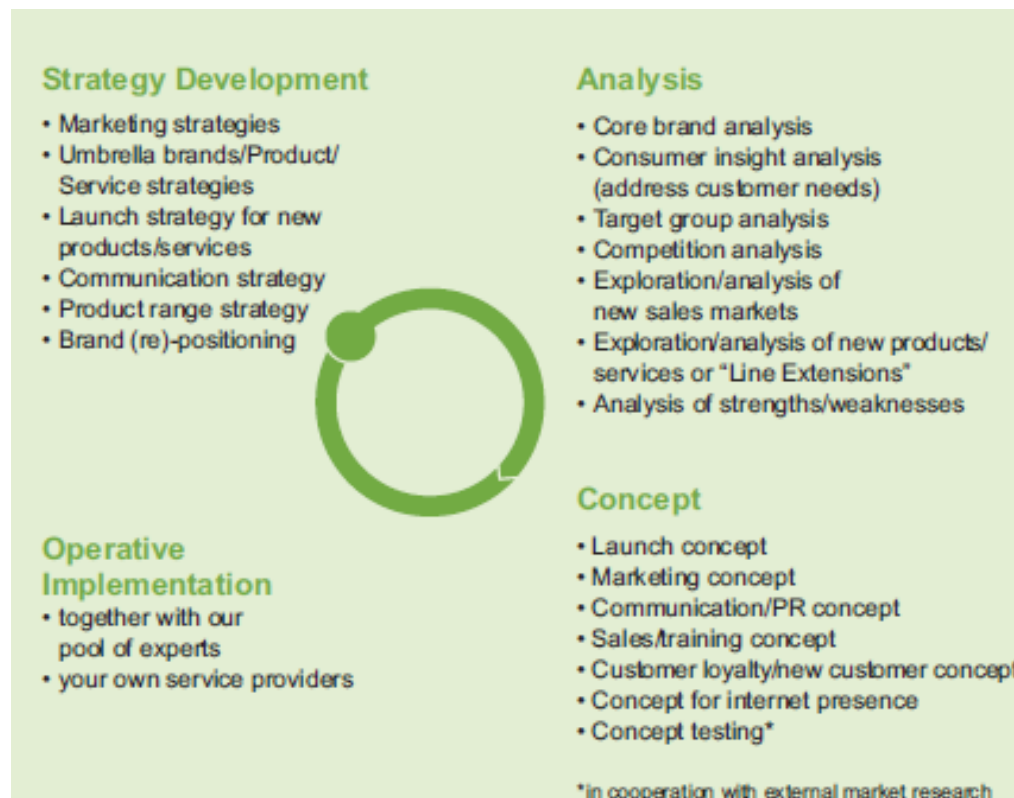 Strategy Development
• Marketing strategies
• Umbrella brands/Product/
Service strategies
• Launch strategy for new
products/services
• Communication strategy
• Product range strategy
• Brand (re)-positioning
Analysis
• Core brand analysis
• Consumer insight analysis
(address customer needs)
• Target group analysis
• Competition analysis
• Exploration/analysis of
new sales markets
• Exploration/analysis of new products/
services or “Line Extensions”
• Analysis of strengths/weaknesses
Operative
Implementation
• together with our
pool of experts
• your own service providers
Concept
• Launch concept
• Marketing concept
• Communication/PR concept
• Sales/training concept
• Customer loyalty/new customer concept
• Concept for internet presence
• Concept testing*
*in cooperation with external market research